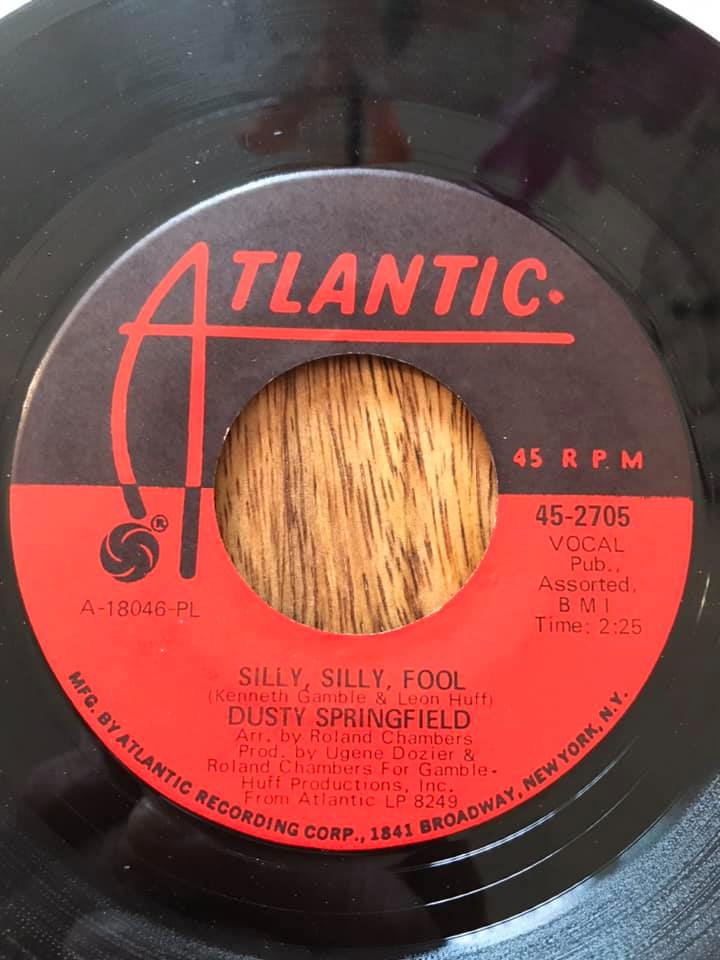 ATLANTIC
45 RPM
45-2705
VOCAL
Pub.,
Assorted,
BMI
Time: 2:25
®
A-18046-PL
SILLY, SILLY, FOOL
(Kenneth Gamble & Leon Huff)
DUSTY SPRINGFIELD
Arr. by Roland Chambers
Prod. by Ugene Dozier &
Roland Chambers For Gamble-
Huff Productions, Inc.
From Atlantic LP 8249
MFG. BY ATLANTIC RECORDING CORP., 1841 BROADWAY, NEW YORK, N.Y.